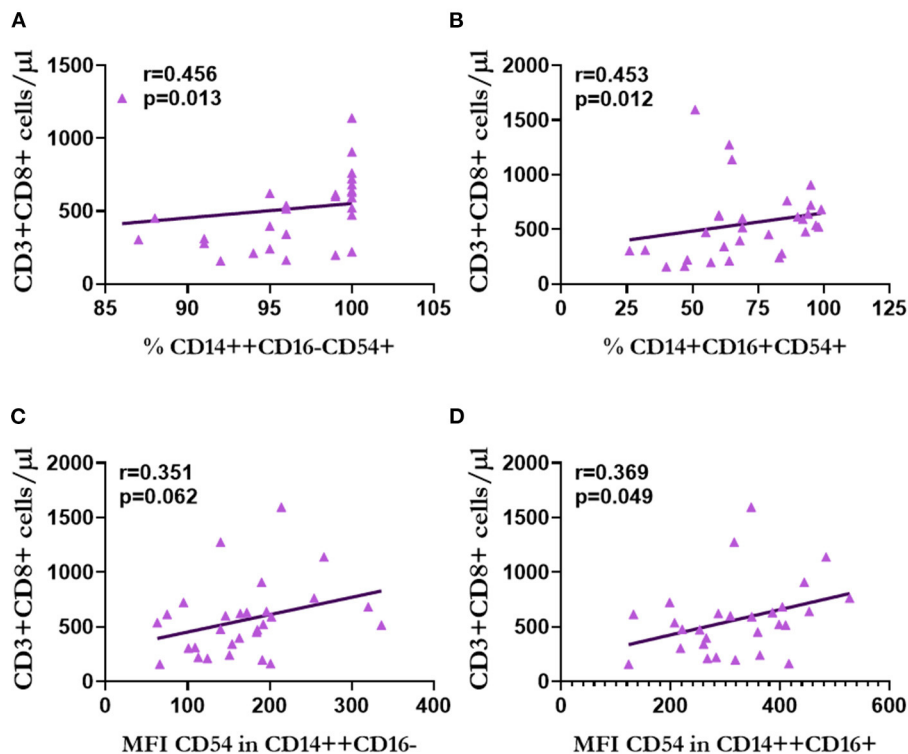 A
CD3+CD8+ cells/µl
1500
1000
500
0
r=0.456
p=0.013
85
90
95
100
105
% CD14++CD16-CD54+
B
CD3+CD8+ cells/µl
2000
1500
1000
500
0
r=0.453
p=0.012
0
25
50
75
100
125
% CD14+CD16+CD54+
C
CD3+CD8+ cells/µl
2000
1500
1000
500
0
r=0.351
p=0.062
0
100
200
300
400
MFI CD54 in CD14++CD16-
D
CD3+CD8+ cells/µl
2000
1500
1000
500
0
r=0.369
p=0.049
0
200
400
600
MFI CD54 in CD14++CD16+